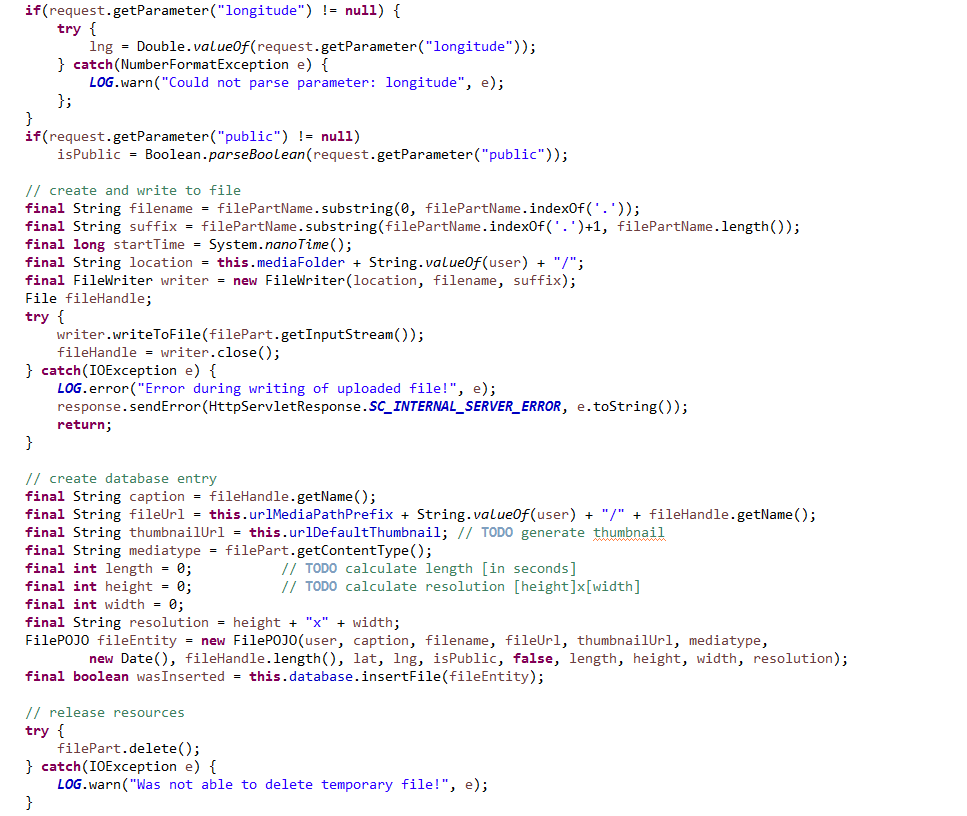 if(request.getParameter("longitude") != null) {
    try {
        lng = Double.valueOf(request.getParameter("longitude"));
    } catch(NumberFormatException e) {
        LOG.warn("Could not parse parameter: longitude", e);
    };
}
if(request.getParameter("public") != null)
    isPublic = Boolean.parseBoolean(request.getParameter("public"));

// create and write to file
final String filename = filePartName.substring(0, filePartName.indexOf('.'));
final String suffix = filePartName.substring(filePartName.indexOf('.')+1, filePartName.length());
final long startTime = System.nanoTime();
final String location = this.mediaFolder + String.valueOf(user) + "/";
final FileWriter writer = new FileWriter(location, filename, suffix);
File fileHandle;
try {
    writer.writeToFile(filePart.getInputStream());
    fileHandle = writer.close();
} catch(IOException e) {
    LOG.error("Error during writing of uploaded file!", e);
    response.sendError(HttpServletResponse.SC_INTERNAL_SERVER_ERROR, e.toString());
    return;
}

// create database entry
final String caption = fileHandle.getName();
final String fileUrl = this.urlMediaPathPrefix + String.valueOf(user) + "/" + fileHandle.getName();
final String thumbnailUrl = this.urlDefaultThumbnail; // TODO generate thumbnail
final String mediatype = filePart.getContentType();
final int length = 0;           // TODO calculate length [in seconds]
final int height = 0;           // TODO calculate resolution [height]x[width]
final int width = 0;
final String resolution = height + "x" + width;
FilePOJO fileEntity = new FilePOJO(user, caption, filename, fileUrl, thumbnailUrl, mediatype,
        new Date(), fileHandle.length(), lat, lng, isPublic, false, length, height, width, resolution);
final boolean wasInserted = this.database.insertFile(fileEntity);

// release resources
try {
    filePart.delete();
} catch(IOException e) {
    LOG.warn("Was not able to delete temporary file!", e);
}